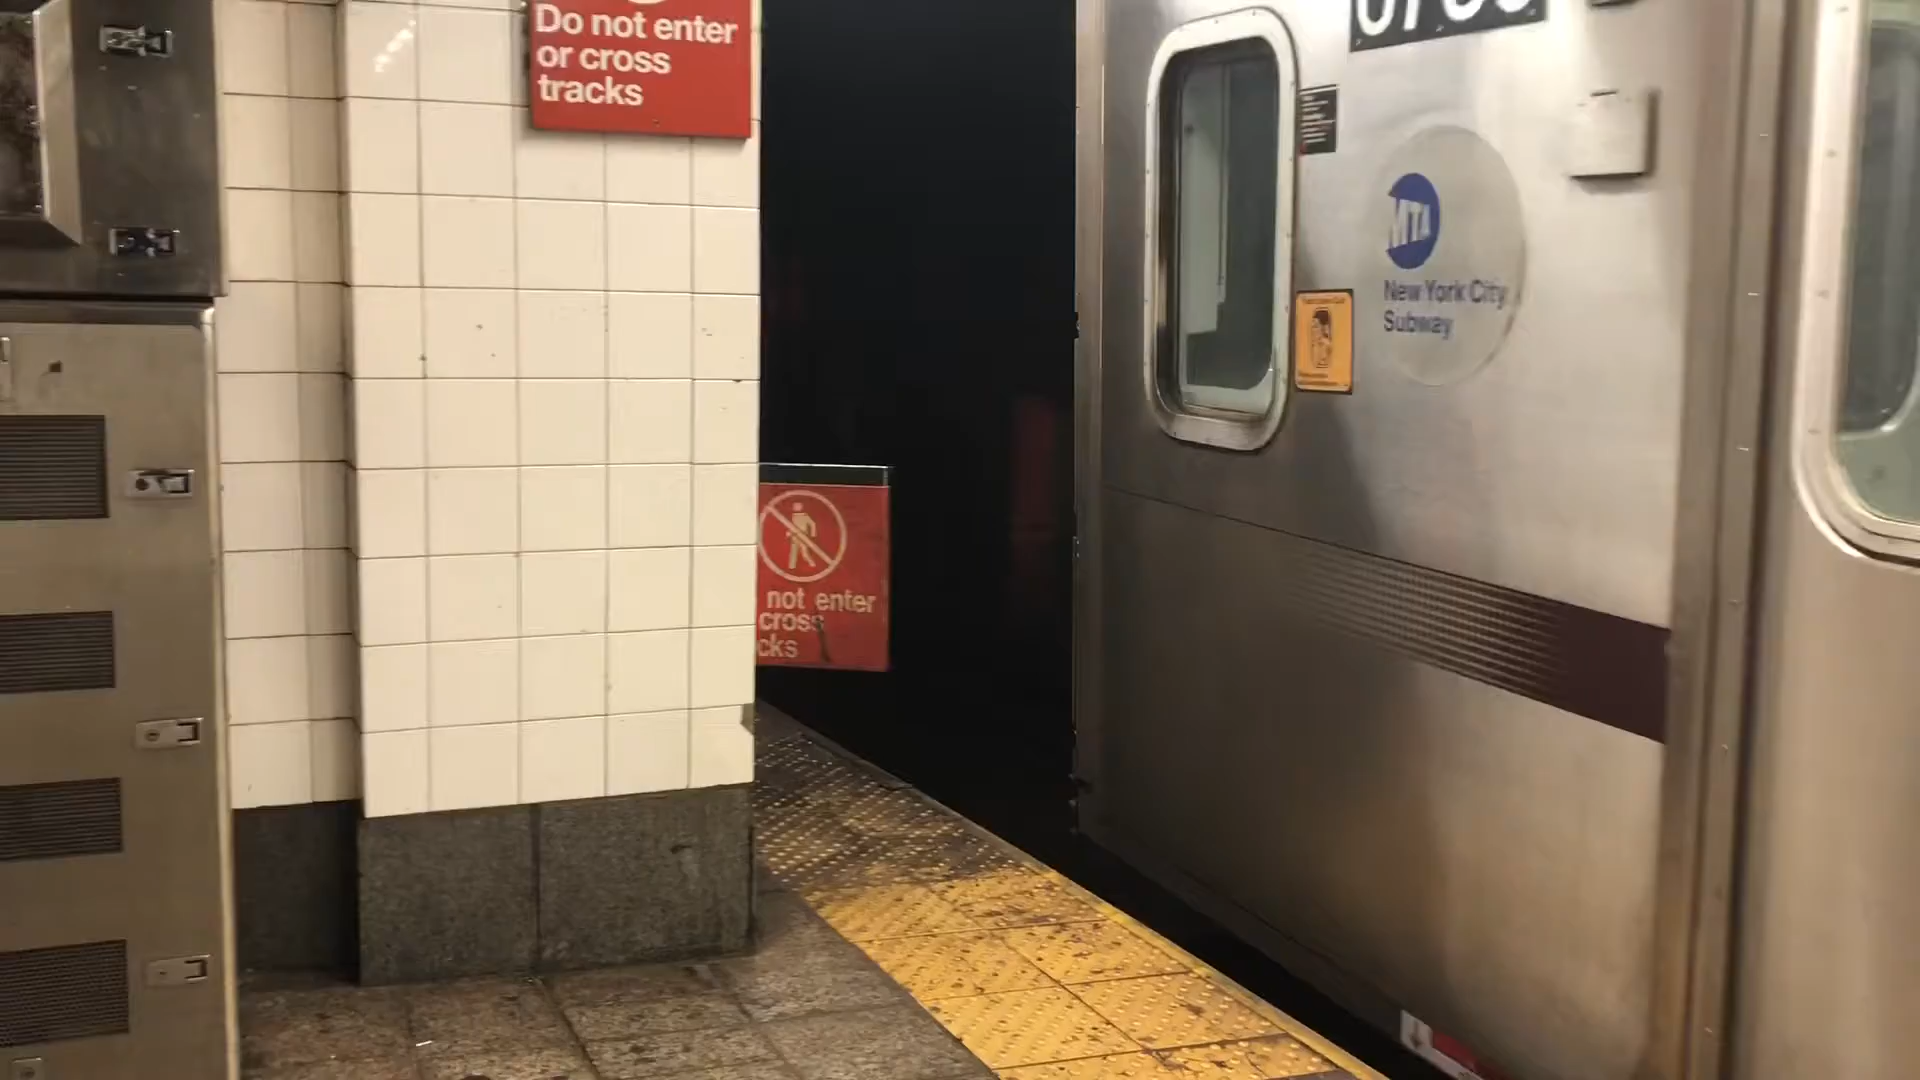 Do not enter
or cross
tracks
MTA
New York City
Subway
not enter
cross
cks